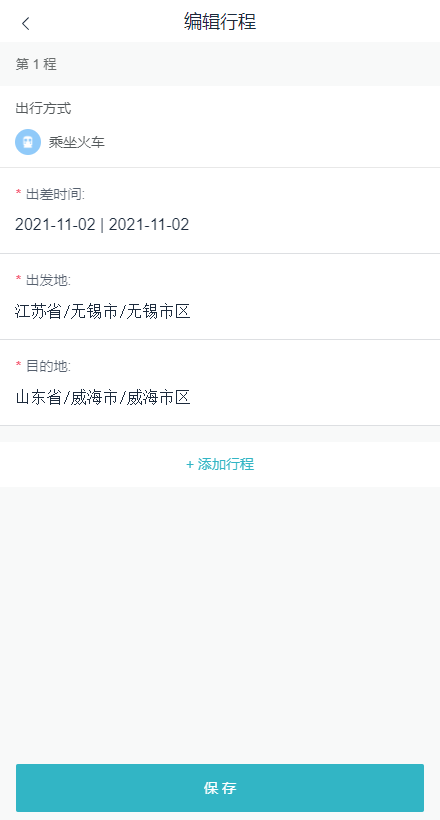 编辑行程
第 1 程
出行方式
乘坐火车
* 出差时间:
2021-11-02 | 2021-11-02
* 出发地:
江苏省/无锡市/无锡市区
* 目的地:
山东省/威海市/威海市区
+ 添加行程
保存